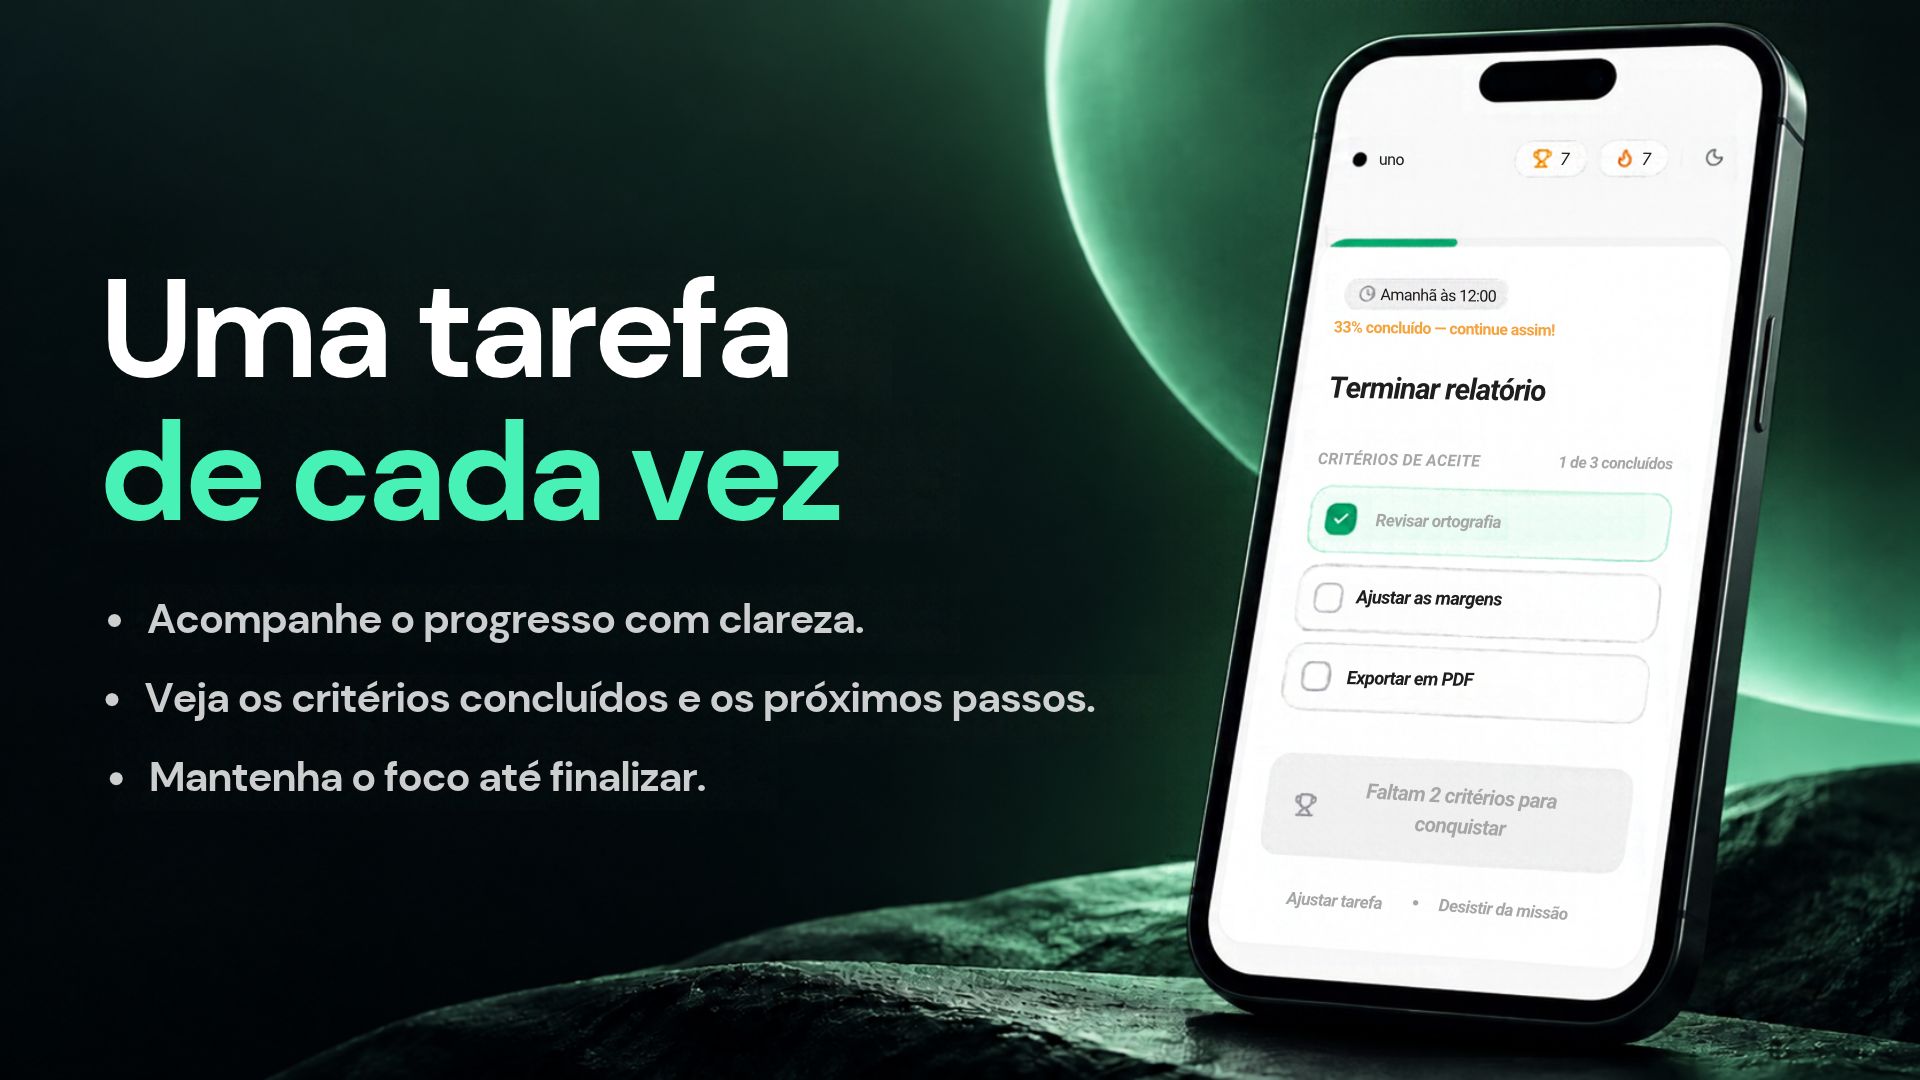 Uma tarefa
de cada vez
• Acompanhe o progresso com clareza.
• Veja os critérios concluídos e os próximos passos.
• Mantenha o foco até finalizar.
uno
7
7
Amanhã às 12:00
33% concluído — continue assim!
Terminar relatório
CRITÉRIOS DE ACEITE
1 de 3 concluídos
Revisar ortografia
Ajustar as margens
Exportar em PDF
Faltam 2 critérios para
conquistar
Ajustar tarefa • Desistir da missão